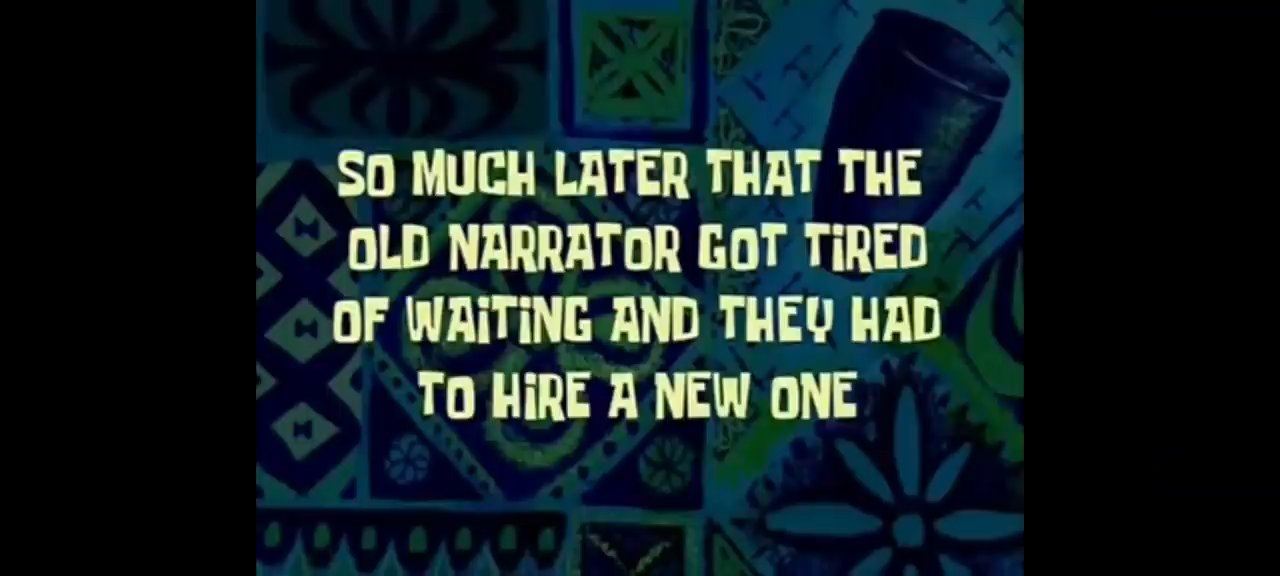 SO MUCH LATER THAT THE
OLD NARRATOR GOT TiRED
OF WAiTiNG AND THEY HAD
TO HiRE A NEW ONE